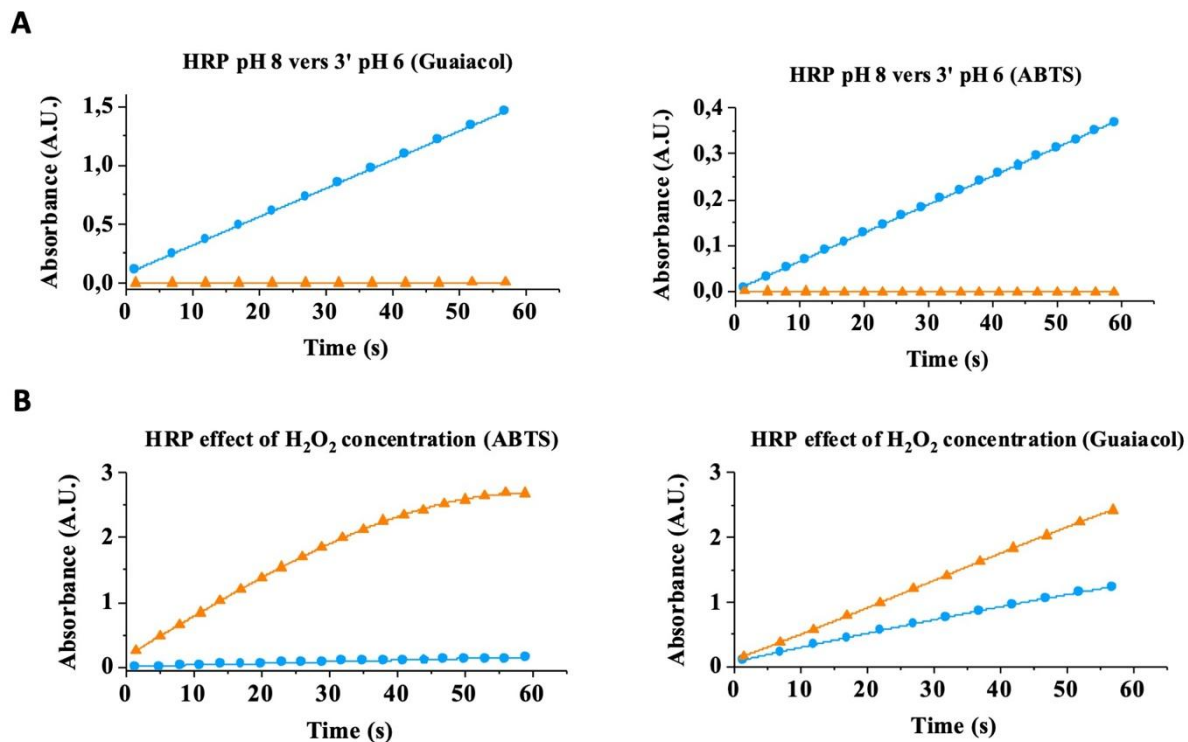 A
HRP pH 8 vers 3' pH 6 (Guaiacol)
Absorbance (A.U.)
1,5
1,0
0,5
0,0
0 10 20 30 40 50 60
Time (s)
HRP pH 8 vers 3' pH 6 (ABTS)
Absorbance (A.U.)
0,4
0,3
0,2
0,1
0,0
0 10 20 30 40 50 60
Time (s)
B
HRP effect of H₂O₂ concentration (ABTS)
Absorbance (A.U.)
3
2
1
0
0 10 20 30 40 50 60
Time (s)
HRP effect of H₂O₂ concentration (Guaiacol)
Absorbance (A.U.)
3
2
1
0
0 10 20 30 40 50 60
Time (s)